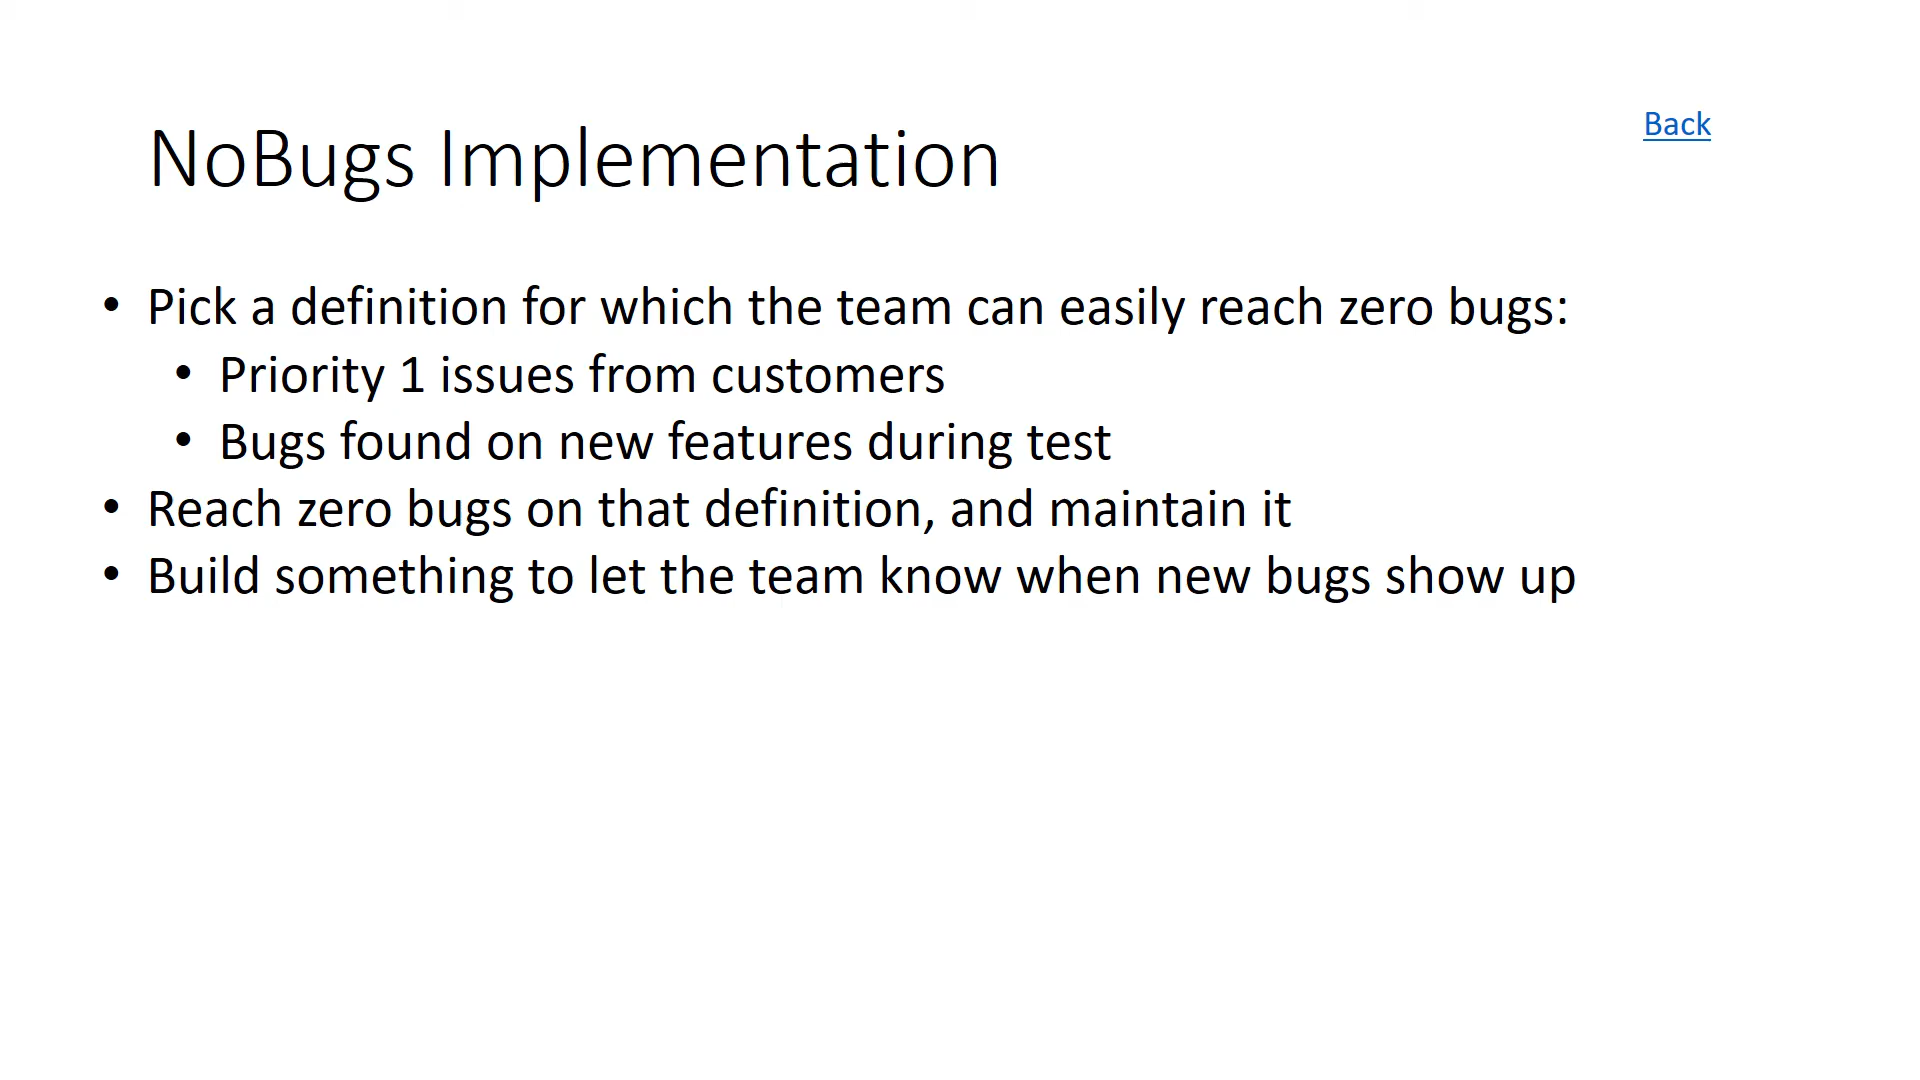 NoBugs Implementation
Back
• Pick a definition for which the team can easily reach zero bugs:
• Priority 1 issues from customers
• Bugs found on new features during test
• Reach zero bugs on that definition, and maintain it
• Build something to let the team know when new bugs show up